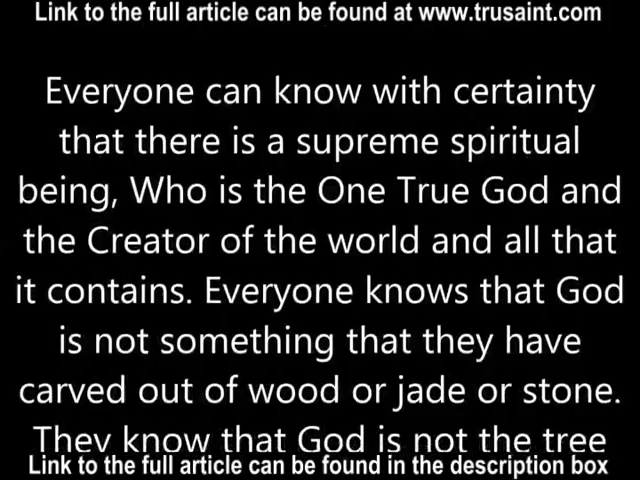 Link to the full article can be found at www.trusaint.com
Everyone can know with certainty
that there is a supreme spiritual
being, Who is the One True God and
the Creator of the world and all that
it contains. Everyone knows that God
is not something that they have
carved out of wood or jade or stone.
They know that God is not the tree
Link to the full article can be found in the description box